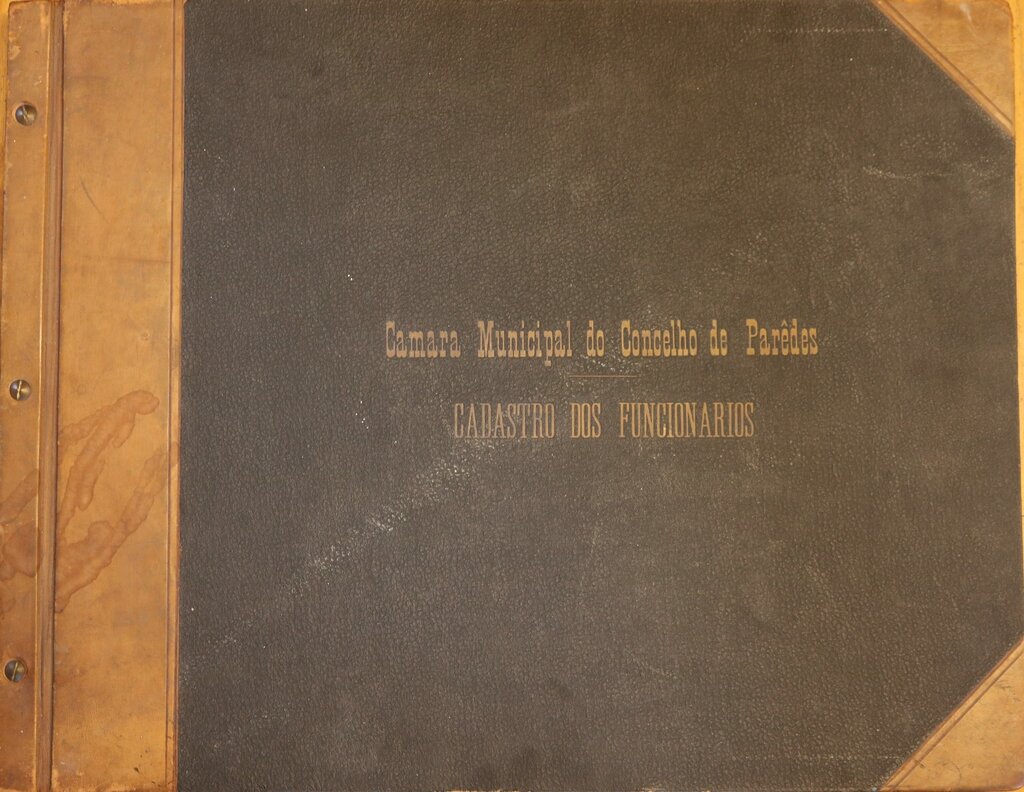 Camara Municipal do Concelho de Parêdes
CADASTRO DOS FUNCIONARIOS